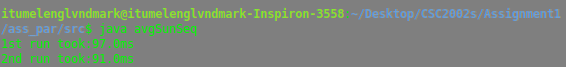 itumelenglvndmark@itumelenglvndmark-Inspiron-3558:~/Desktop/CSC2002s/Assignment1
/ass_par/src$ java avgSumSeq
1st run took:97.0ms
2nd run took:91.0ms